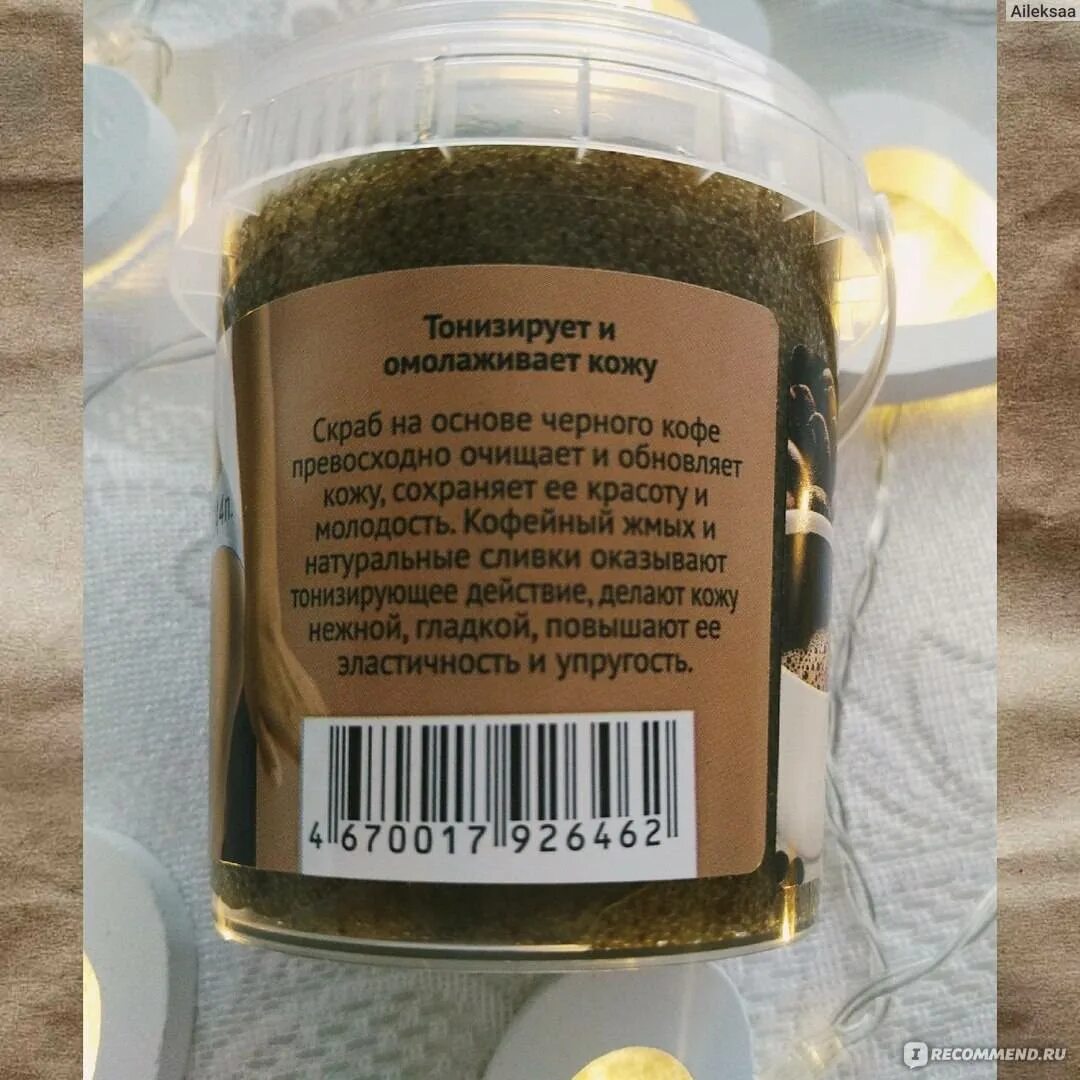 Aileksaa
Тонизирует и
омолаживает кожу
Скраб на основе черного кофе
превосходно очищает и обновляет
кожу, сохраняет ее красоту и
молодость. Кофейный жмых и
натуральные сливки оказывают
тонизирующее действие, делают кожу
нежной, гладкой, повышают ее
эластичность и упругость.
4 670017 926462
IRECOMMEND.RU